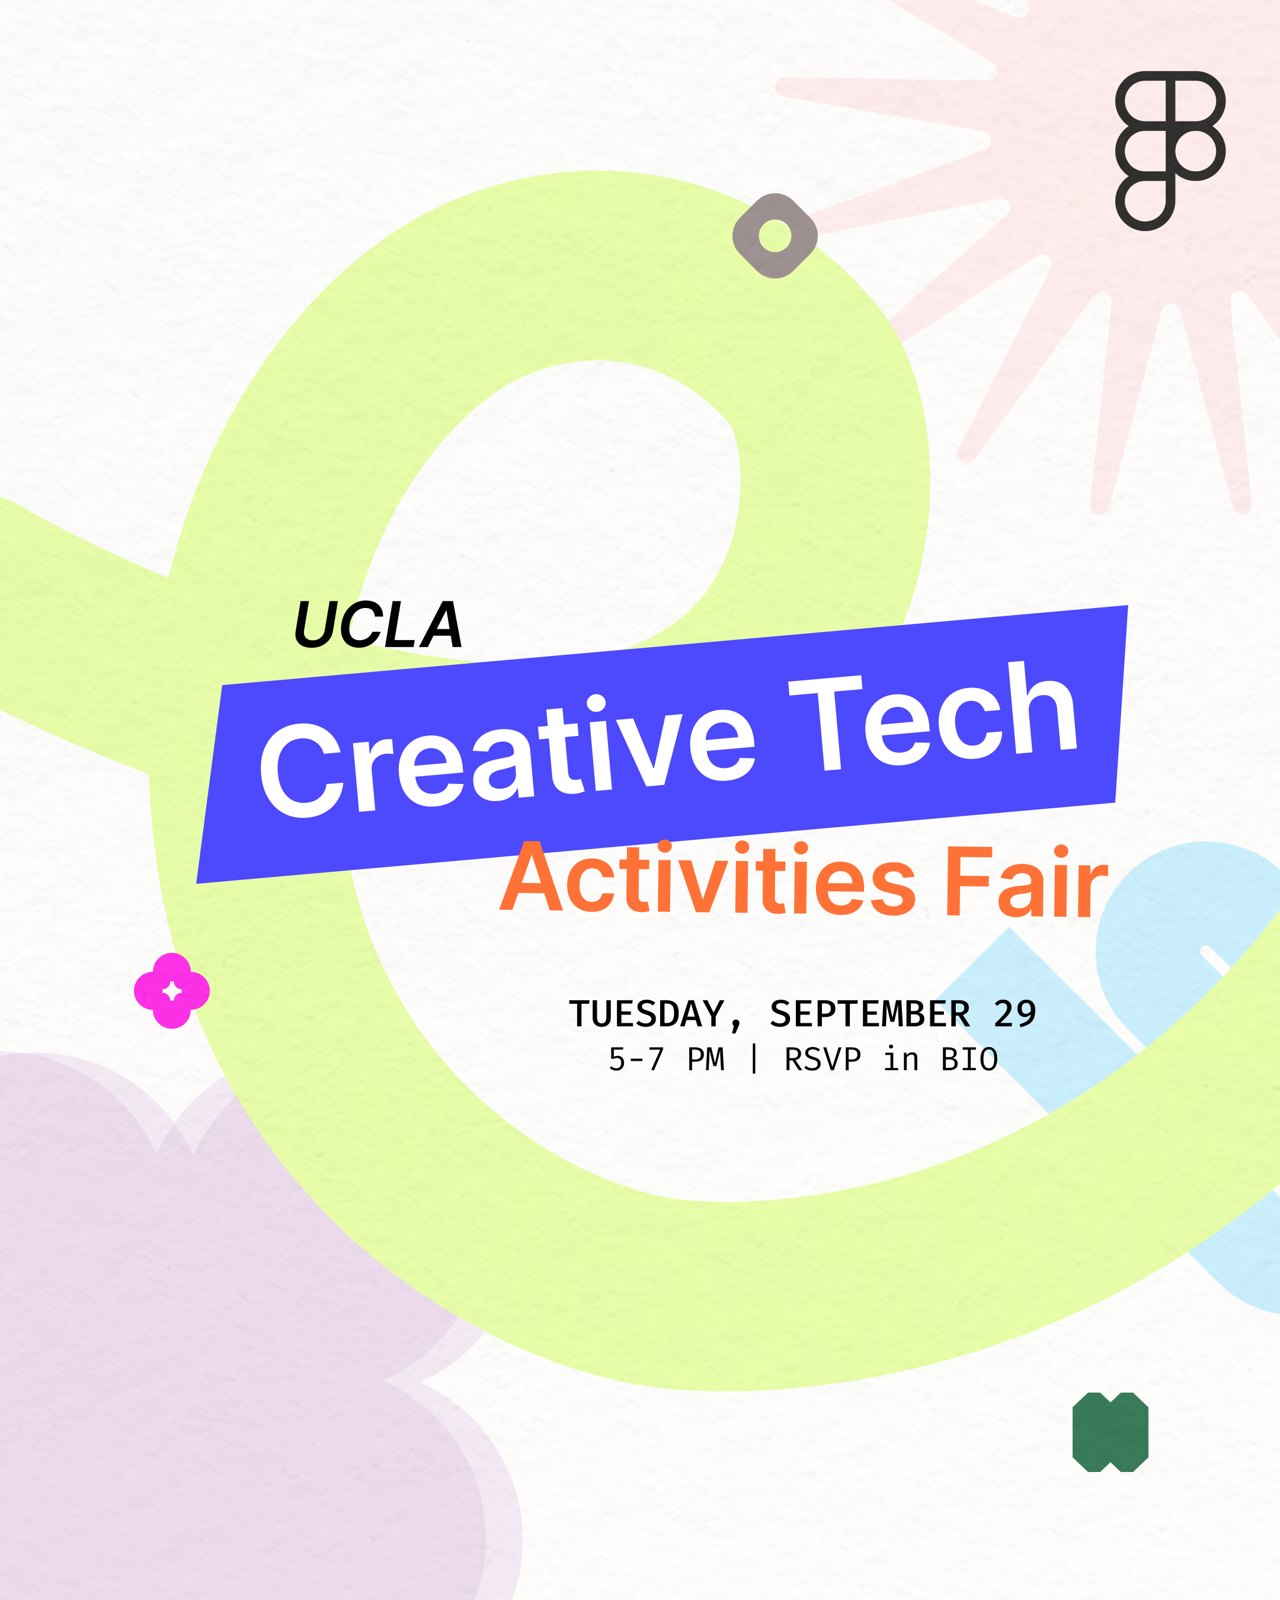 UCLA
Creative Tech
Activities Fair
TUESDAY, SEPTEMBER 29
5-7 PM | RSVP in BIO